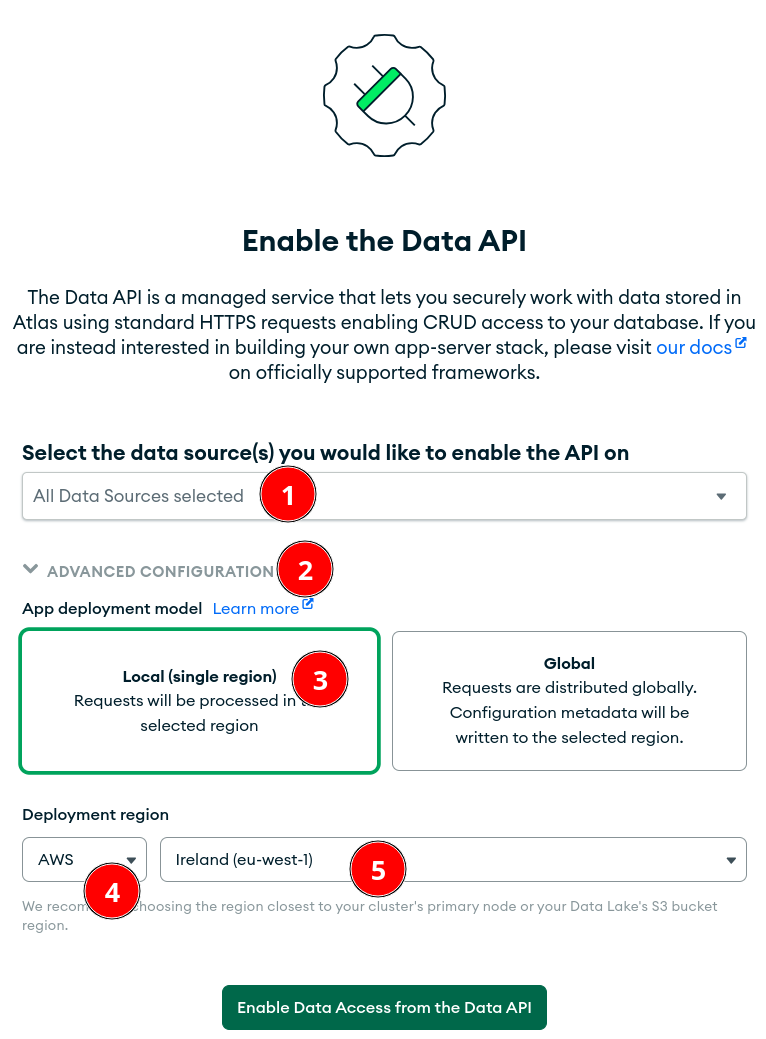 Enable the Data API
The Data API is a managed service that lets you securely work with data stored in
Atlas using standard HTTPS requests enabling CRUD access to your database. If you
are instead interested in building your own app-server stack, please visit our docs
on officially supported frameworks.
Select the data source(s) you would like to enable the API on
All Data Sources selected 1
ADVANCED CONFIGURATION 2
App deployment model Learn more
Local (single region) 3
Requests will be processed in
selected region
Global
Requests are distributed globally.
Configuration metadata will be
written to the selected region.
Deployment region
AWS Ireland (eu-west-1) 5
4
We choosing the region closest to your cluster's primary node or your Data Lake's S3 bucket
region.
Enable Data Access from the Data API